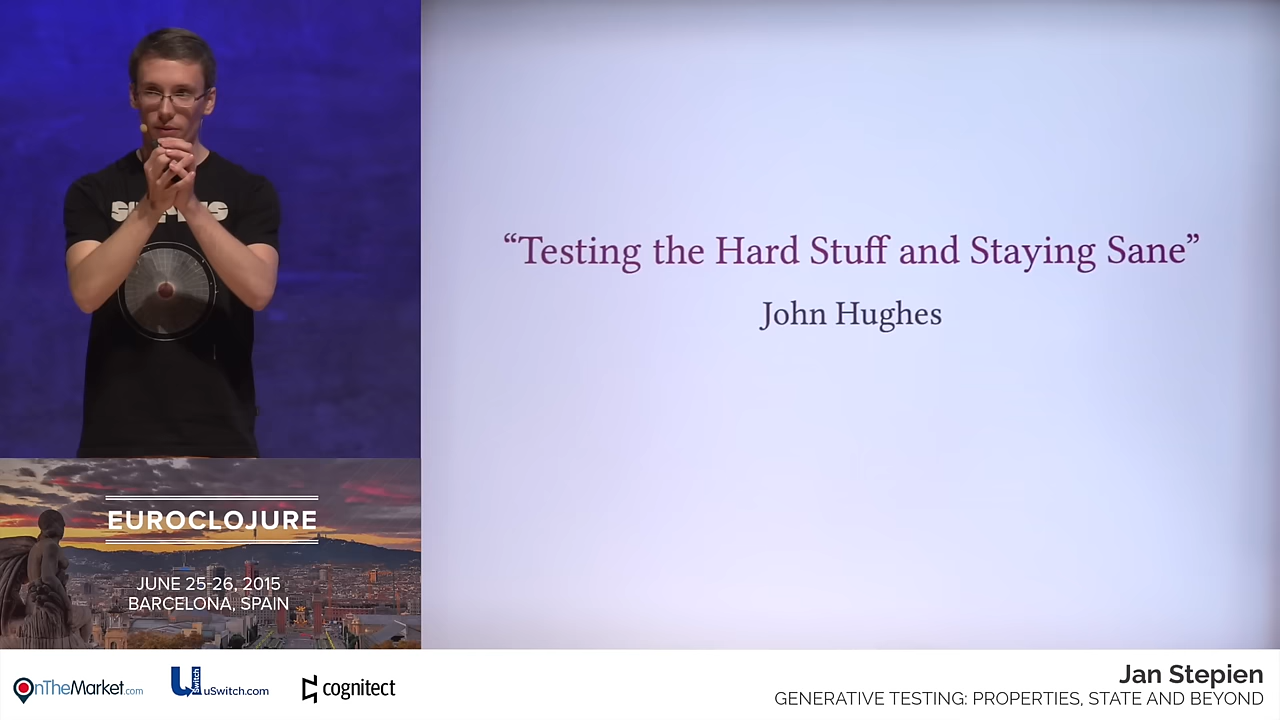 “Testing the Hard Stuff and Staying Sane”
John Hughes
EUROCLOJURE
JUNE 25-26, 2015
BARCELONA, SPAIN
OnTheMarket.com
uSwitch.com
cognitect
Jan Stepien
GENERATIVE TESTING: PROPERTIES, STATE AND BEYOND